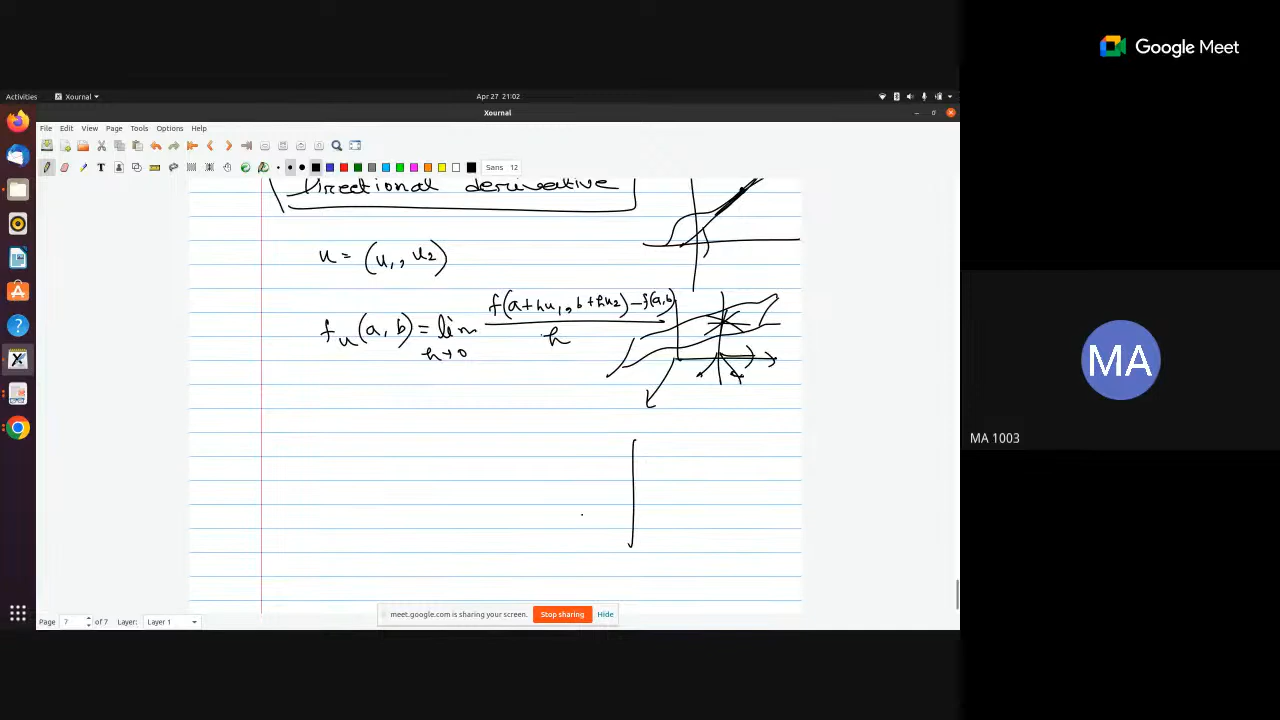 Google Meet
Activities
Xournal
Apr 27 21:02
Xournal
File Edit View Page Tools Options Help
Sans 12
Directional derivative
u = (u₁, u₂)
f_u(a, b) = lim_{h→0} (f(a+hu₁, b+hu₂) − f(a,b)) / h
MA
MA 1003
meet.google.com is sharing your screen. Stop sharing Hide
Page 7 of 7 Layer: Layer 1